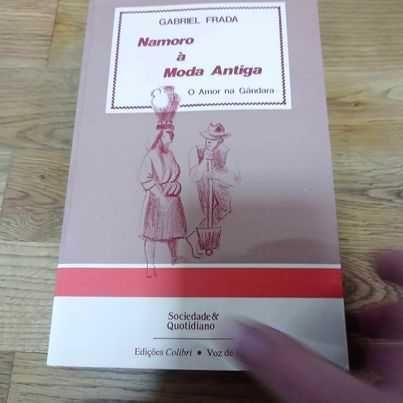 GABRIEL FRADA
Namoro
à
Moda Antiga
O Amor na Gândara
Sociedade&
Quotidiano
Edições Colibri • Voz de